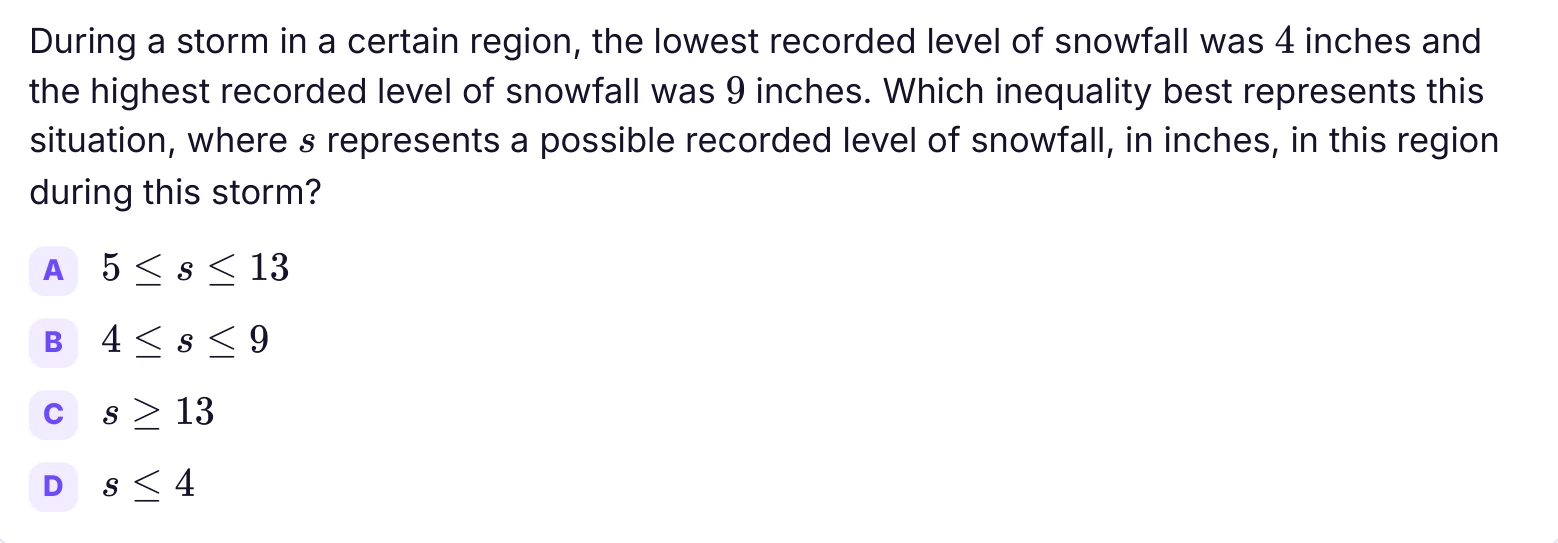 During a storm in a certain region, the lowest recorded level of snowfall was 4 inches and
the highest recorded level of snowfall was 9 inches. Which inequality best represents this
situation, where s represents a possible recorded level of snowfall, in inches, in this region
during this storm?
A 5 ≤ s ≤ 13
B 4 ≤ s ≤ 9
C s ≥ 13
D s ≤ 4